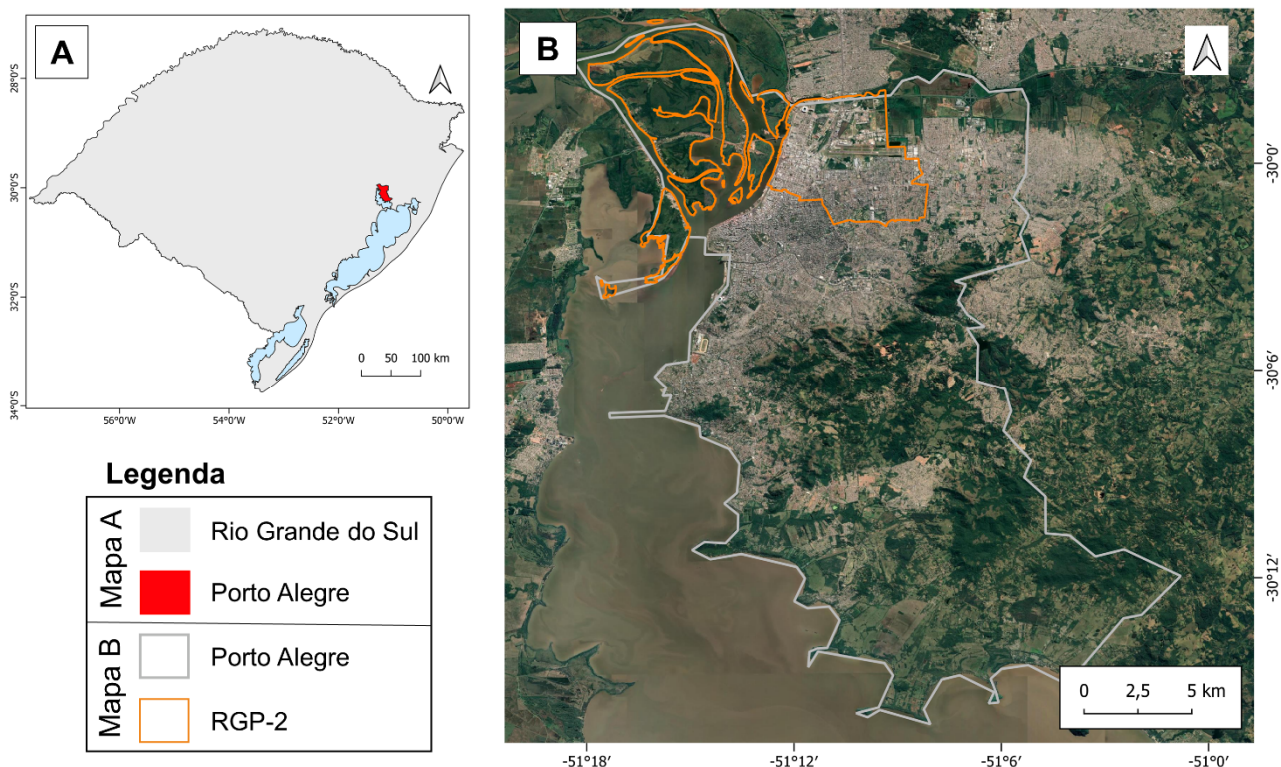 A
28°0'S
30°0'S
32°0'S
34°0'S
56°0'W
54°0'W
52°0'W
50°0'W
0 50 100 km
B
-30°0'
-30°6'
-30°12'
0 2,5 5 km
-51°18'
-51°12'
-51°6'
-51°0'
Legenda
Mapa A
Rio Grande do Sul
Porto Alegre
Mapa B
Porto Alegre
RGP-2